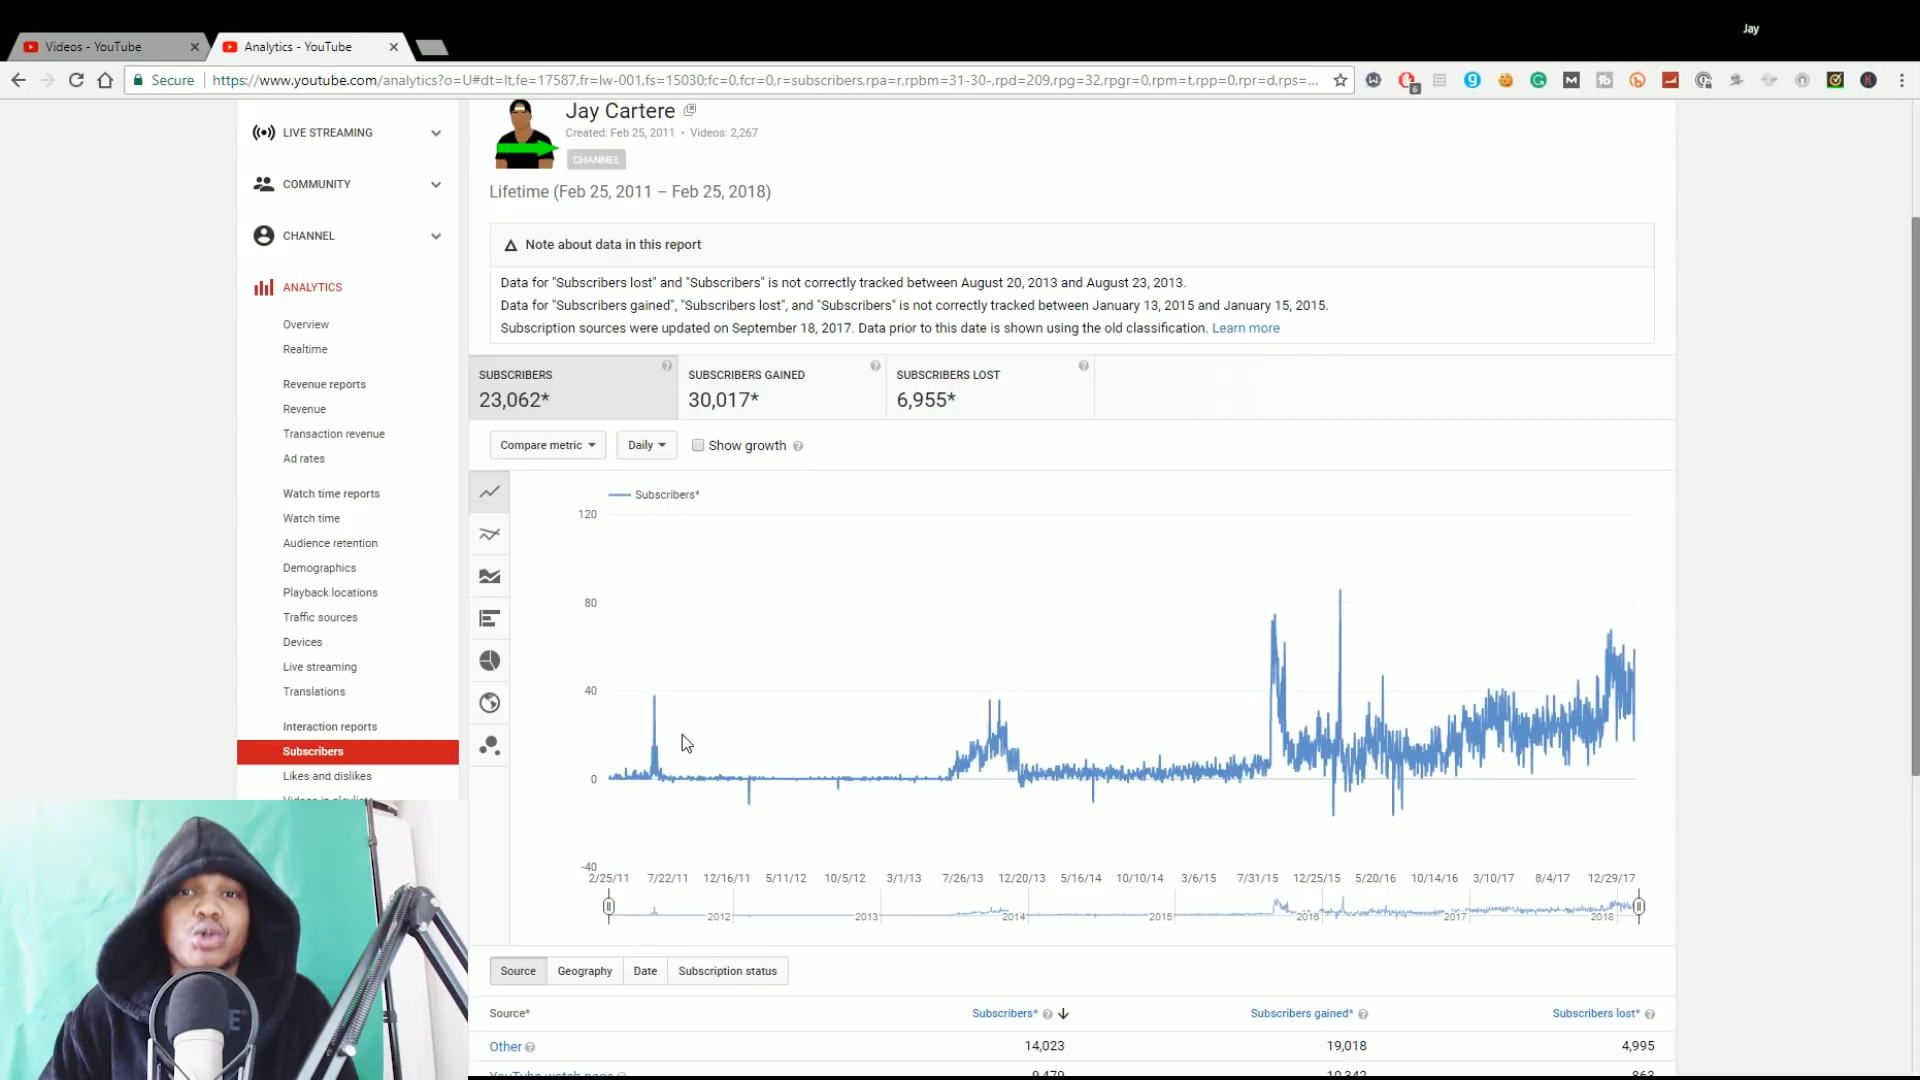 Jay
Videos - YouTube
Analytics - YouTube
Secure
https://www.youtube.com/analytics?o=U#dt=lt,fe=17587,fr=lw-001,fs=15030;fc=0,fcr=0,r=subscribers,rpa=r,rpbm=31-30-,rpd=209,rpg=32,rpgr=0,rpm=t,rpp=0,rpr=d,rps=...
6
LIVE STREAMING
COMMUNITY
CHANNEL
ANALYTICS
Overview
Realtime
Revenue reports
Revenue
Transaction revenue
Ad rates
Watch time reports
Watch time
Audience retention
Demographics
Playback locations
Traffic sources
Devices
Live streaming
Translations
Interaction reports
Subscribers
Likes and dislikes
Jay Cartere
Created: Feb 25, 2011 • Videos: 2,267
CHANNEL
Lifetime (Feb 25, 2011 – Feb 25, 2018)
Note about data in this report
Data for "Subscribers lost" and "Subscribers" is not correctly tracked between August 20, 2013 and August 23, 2013.
Data for "Subscribers gained", "Subscribers lost", and "Subscribers" is not correctly tracked between January 13, 2015 and January 15, 2015.
Subscription sources were updated on September 18, 2017. Data prior to this date is shown using the old classification. Learn more
SUBSCRIBERS
23,062*
SUBSCRIBERS GAINED
30,017*
SUBSCRIBERS LOST
6,955*
Compare metric
Daily
Show growth
Subscribers*
120
80
40
0
-40
2/25/11 7/22/11 12/16/11 5/11/12 10/5/12 3/1/13 7/26/13 12/20/13 5/16/14 10/10/14 3/6/15 7/31/15 12/25/15 5/20/16 10/14/16 3/10/17 8/4/17 12/29/17
2012 2013 2014 2015 2016 2017 2018
Source Geography Date Subscription status
Source* Subscribers* Subscribers gained* Subscribers lost*
Other 14,023 19,018 4,995
YouTube watch page 9,479 10,342 863